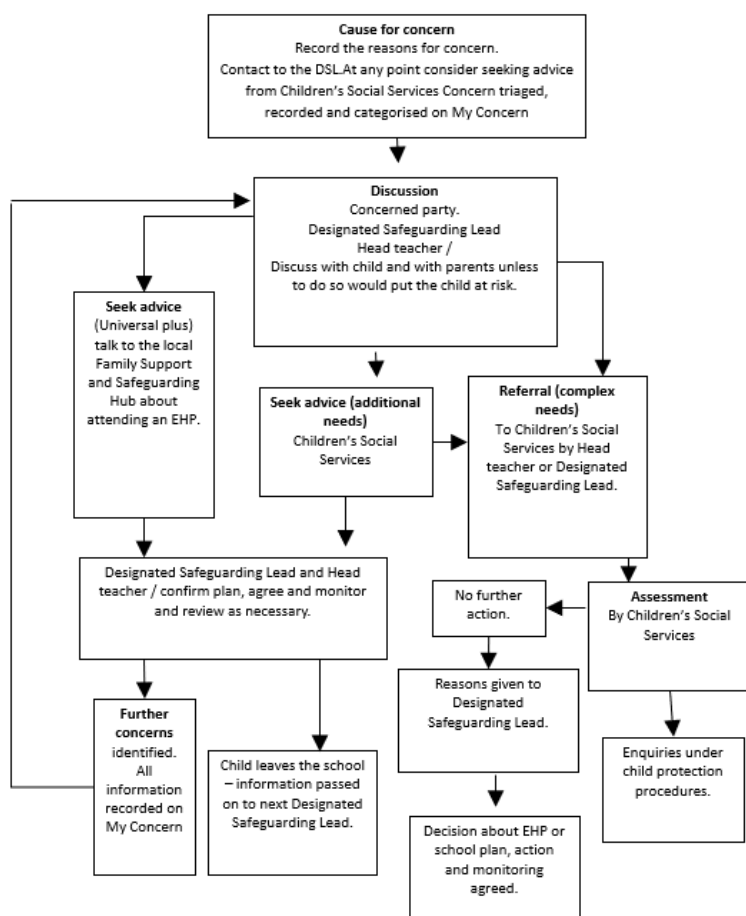 Cause for concern
Record the reasons for concern.
Contact to the DSL.At any point consider seeking advice
from Children's Social Services Concern triaged,
recorded and categorised on My Concern
Discussion
Concerned party.
Designated Safeguarding Lead
Head teacher /
Discuss with child and with parents unless
to do so would put the child at risk.
Seek advice
(Universal plus)
talk to the local
Family Support
and Safeguarding
Hub about
attending an EHP.
Seek advice (additional
needs)
Children's Social
Services
Referral (complex
needs)
To Children's Social
Services by Head
teacher or Designated
Safeguarding Lead.
Designated Safeguarding Lead and Head
teacher / confirm plan, agree and monitor
and review as necessary.
No further
action.
Assessment
By Children's Social
Services
Further
concerns
identified.
All
information
recorded on
My Concern
Child leaves the school
– information passed
on to next Designated
Safeguarding Lead.
Reasons given to
Designated
Safeguarding Lead.
Enquiries under
child protection
procedures.
Decision about EHP or
school plan, action
and monitoring
agreed.